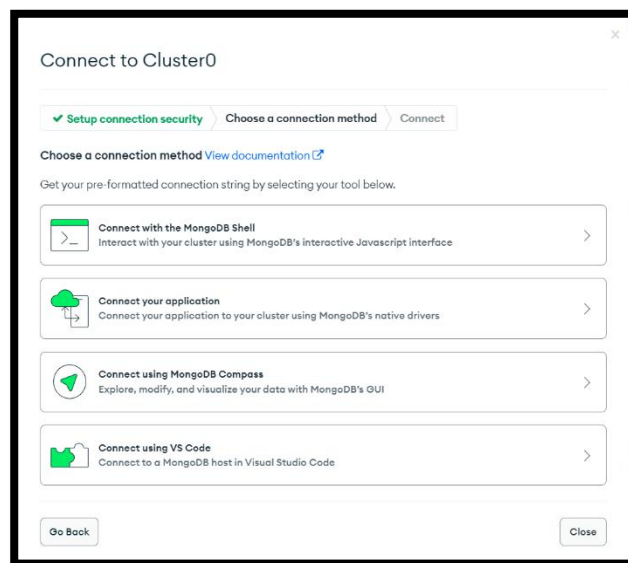 Connect to Cluster0
✔ Setup connection security
Choose a connection method
Connect
Choose a connection method View documentation
Get your pre-formatted connection string by selecting your tool below.
Connect with the MongoDB Shell
Interact with your cluster using MongoDB's interactive Javascript interface
Connect your application
Connect your application to your cluster using MongoDB's native drivers
Connect using MongoDB Compass
Explore, modify, and visualize your data with MongoDB's GUI
Connect using VS Code
Connect to a MongoDB host in Visual Studio Code
Go Back
Close